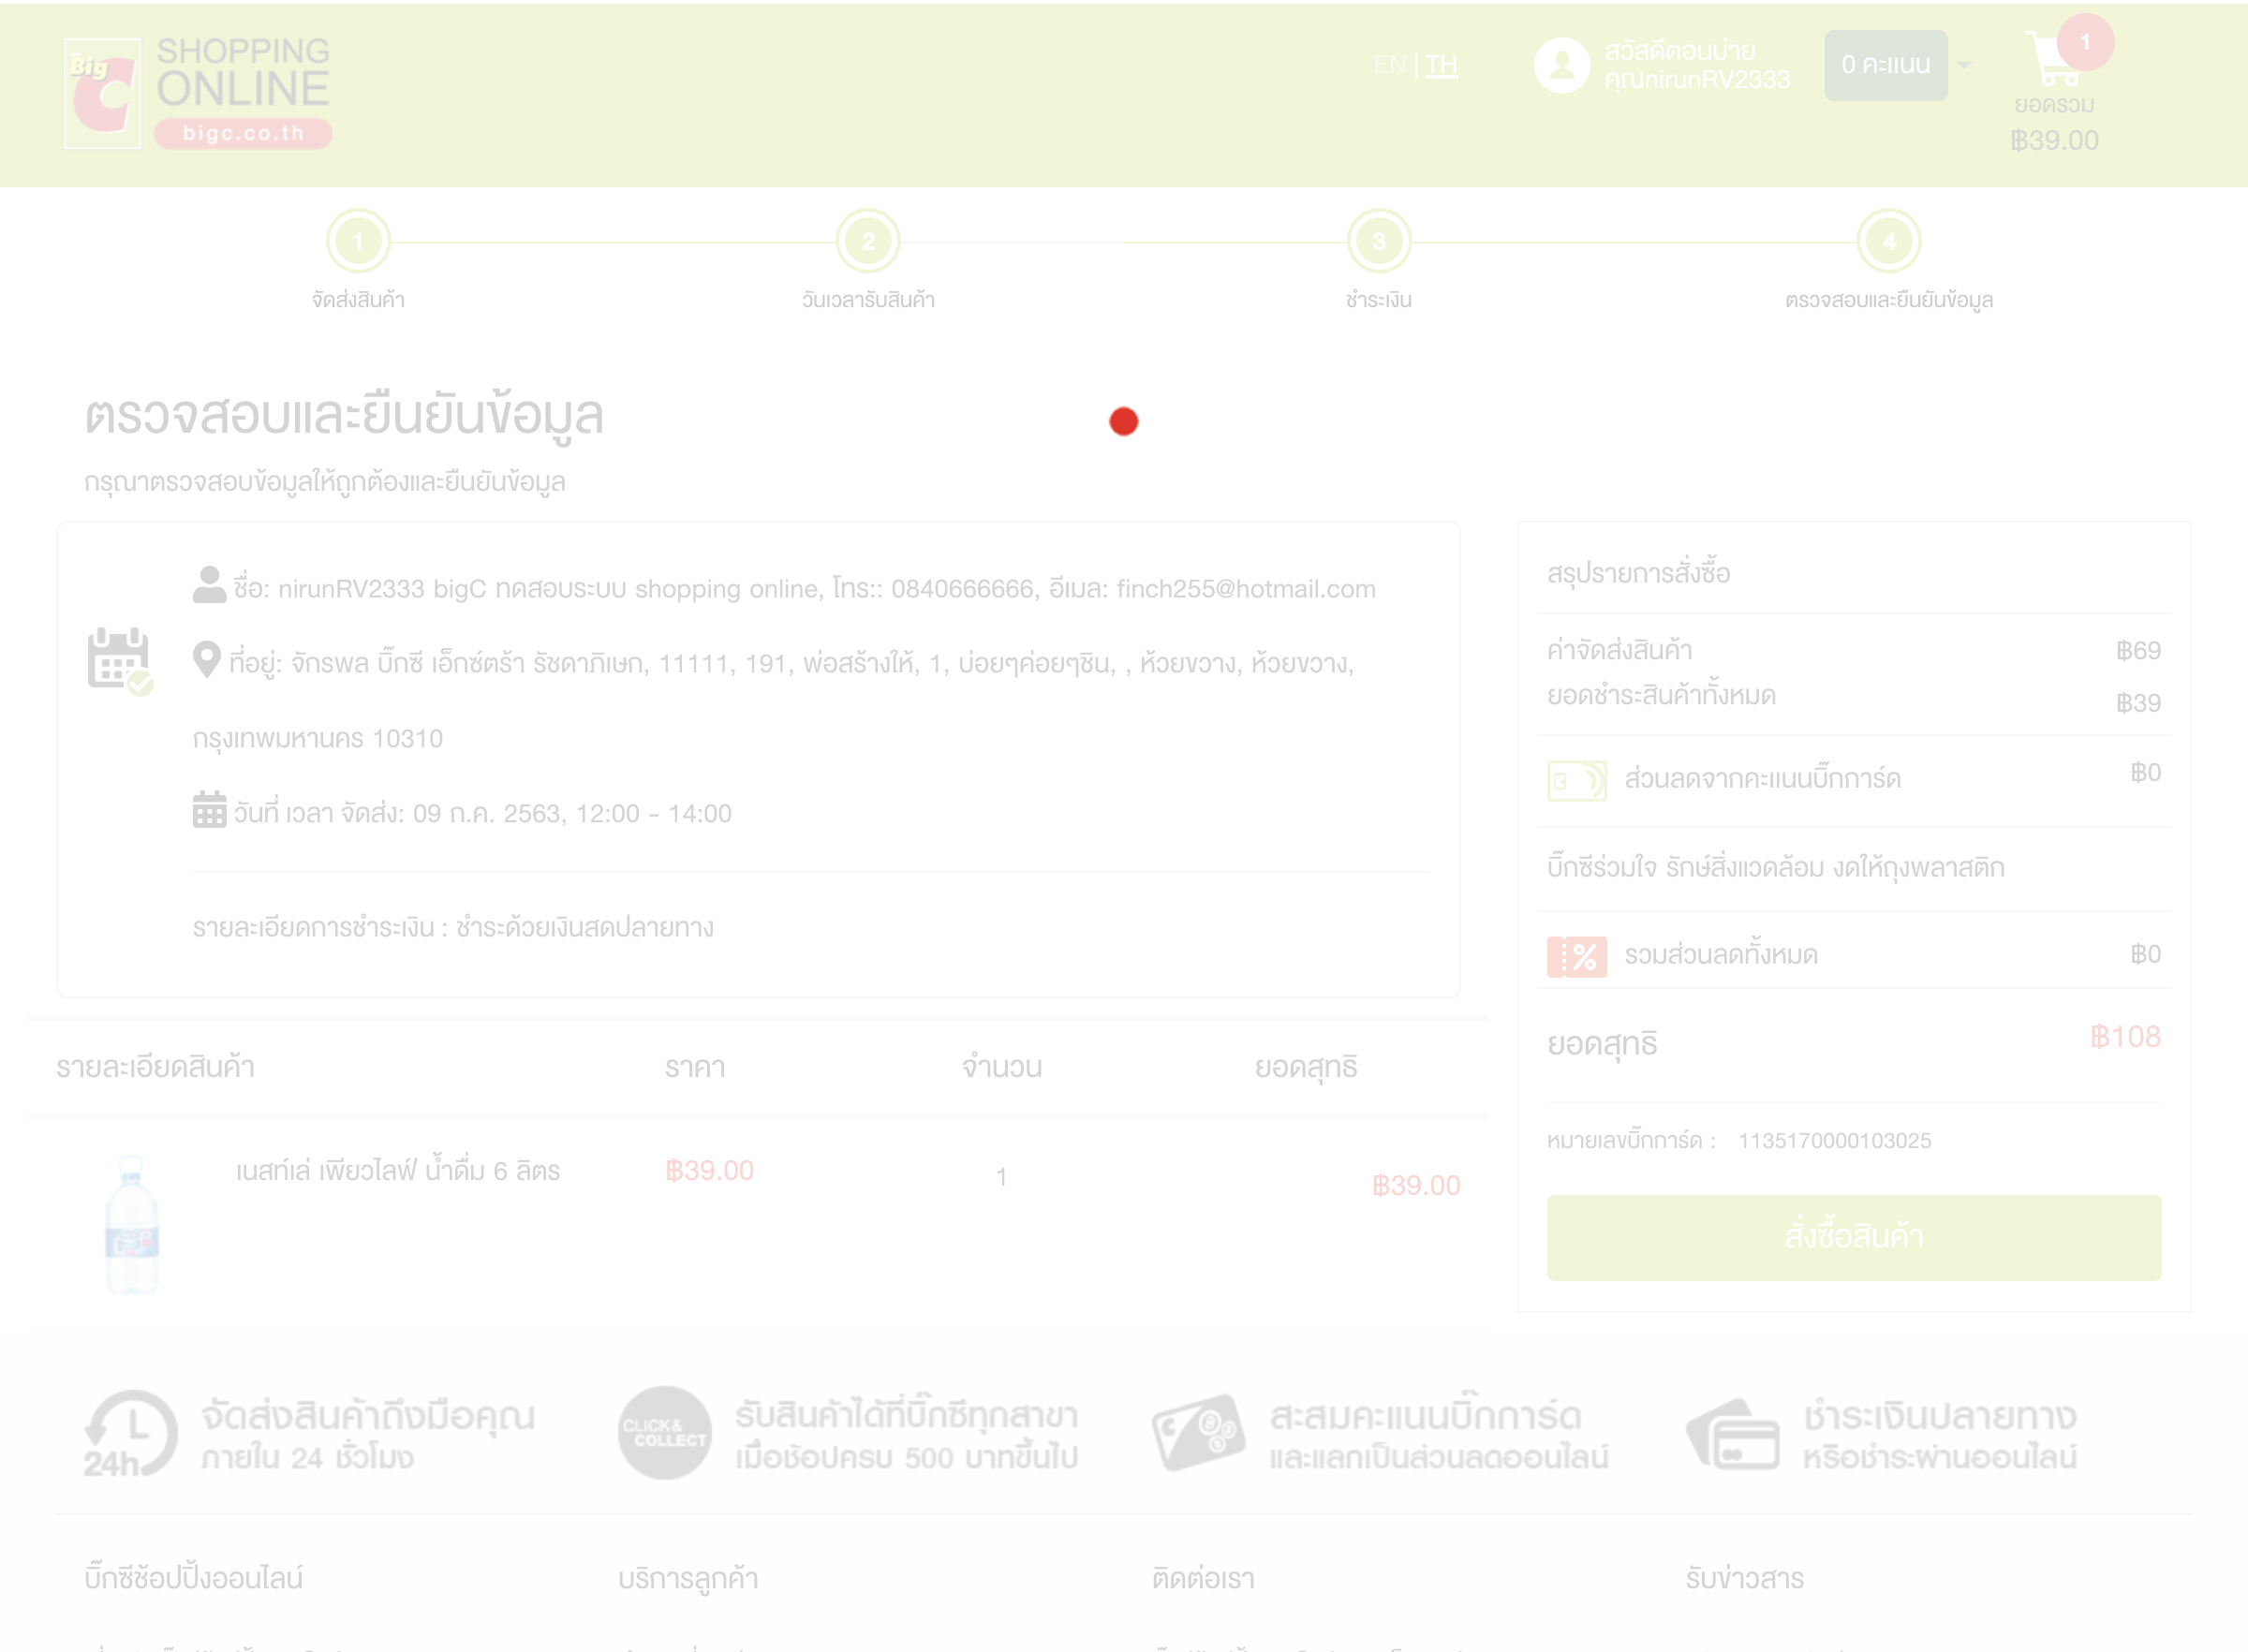 Big C
SHOPPING
ONLINE
bigc.co.th
EN | TH
สวัสดีตอนบ่าย
คุณnirunRV2333
0 คะแนน
1
ยอดรวม
฿39.00
1
2
3
4
จัดส่งสินค้า
วันเวลารับสินค้า
ชำระเงิน
ตรวจสอบและยืนยันข้อมูล
ตรวจสอบและยืนยันข้อมูล
กรุณาตรวจสอบข้อมูลให้ถูกต้องและยืนยันข้อมูล
ชื่อ: nirunRV2333 bigC ทดสอบระบบ shopping online, โทร:: 0840666666, อีเมล: finch255@hotmail.com
ที่อยู่: จักรพล บิ๊กซี เอ็กซ์ตร้า รัชดาภิเษก, 11111, 191, พ่อสร้างให้, 1, บ่อยๆค่อยๆชิน, , ห้วยขวาง, ห้วยขวาง,
กรุงเทพมหานคร 10310
วันที่ เวลา จัดส่ง: 09 ก.ค. 2563, 12:00 - 14:00
รายละเอียดการชำระเงิน : ชำระด้วยเงินสดปลายทาง
รายละเอียดสินค้า ราคา จำนวน ยอดสุทธิ
เนสท์เล่ เพียวไลฟ์ น้ำดื่ม 6 ลิตร ฿39.00 1 ฿39.00
สรุปรายการสั่งซื้อ
ค่าจัดส่งสินค้า ฿69
ยอดชำระสินค้าทั้งหมด ฿39
ส่วนลดจากคะแนนบิ๊กการ์ด ฿0
บิ๊กซีร่วมใจ รักษ์สิ่งแวดล้อม งดให้ถุงพลาสติก
% รวมส่วนลดทั้งหมด ฿0
ยอดสุทธิ ฿108
หมายเลขบิ๊กการ์ด : 1135170000103025
สั่งซื้อสินค้า
24h
จัดส่งสินค้าถึงมือคุณ
ภายใน 24 ชั่วโมง
CLICK &
COLLECT
รับสินค้าได้ที่บิ๊กซีทุกสาขา
เมื่อช้อปครบ 500 บาทขึ้นไป
สะสมคะแนนบิ๊กการ์ด
และแลกเป็นส่วนลดออนไลน์
ชำระเงินปลายทาง
หรือชำระผ่านออนไลน์
บิ๊กซีช้อปปิ้งออนไลน์
บริการลูกค้า
ติดต่อเรา
รับข่าวสาร